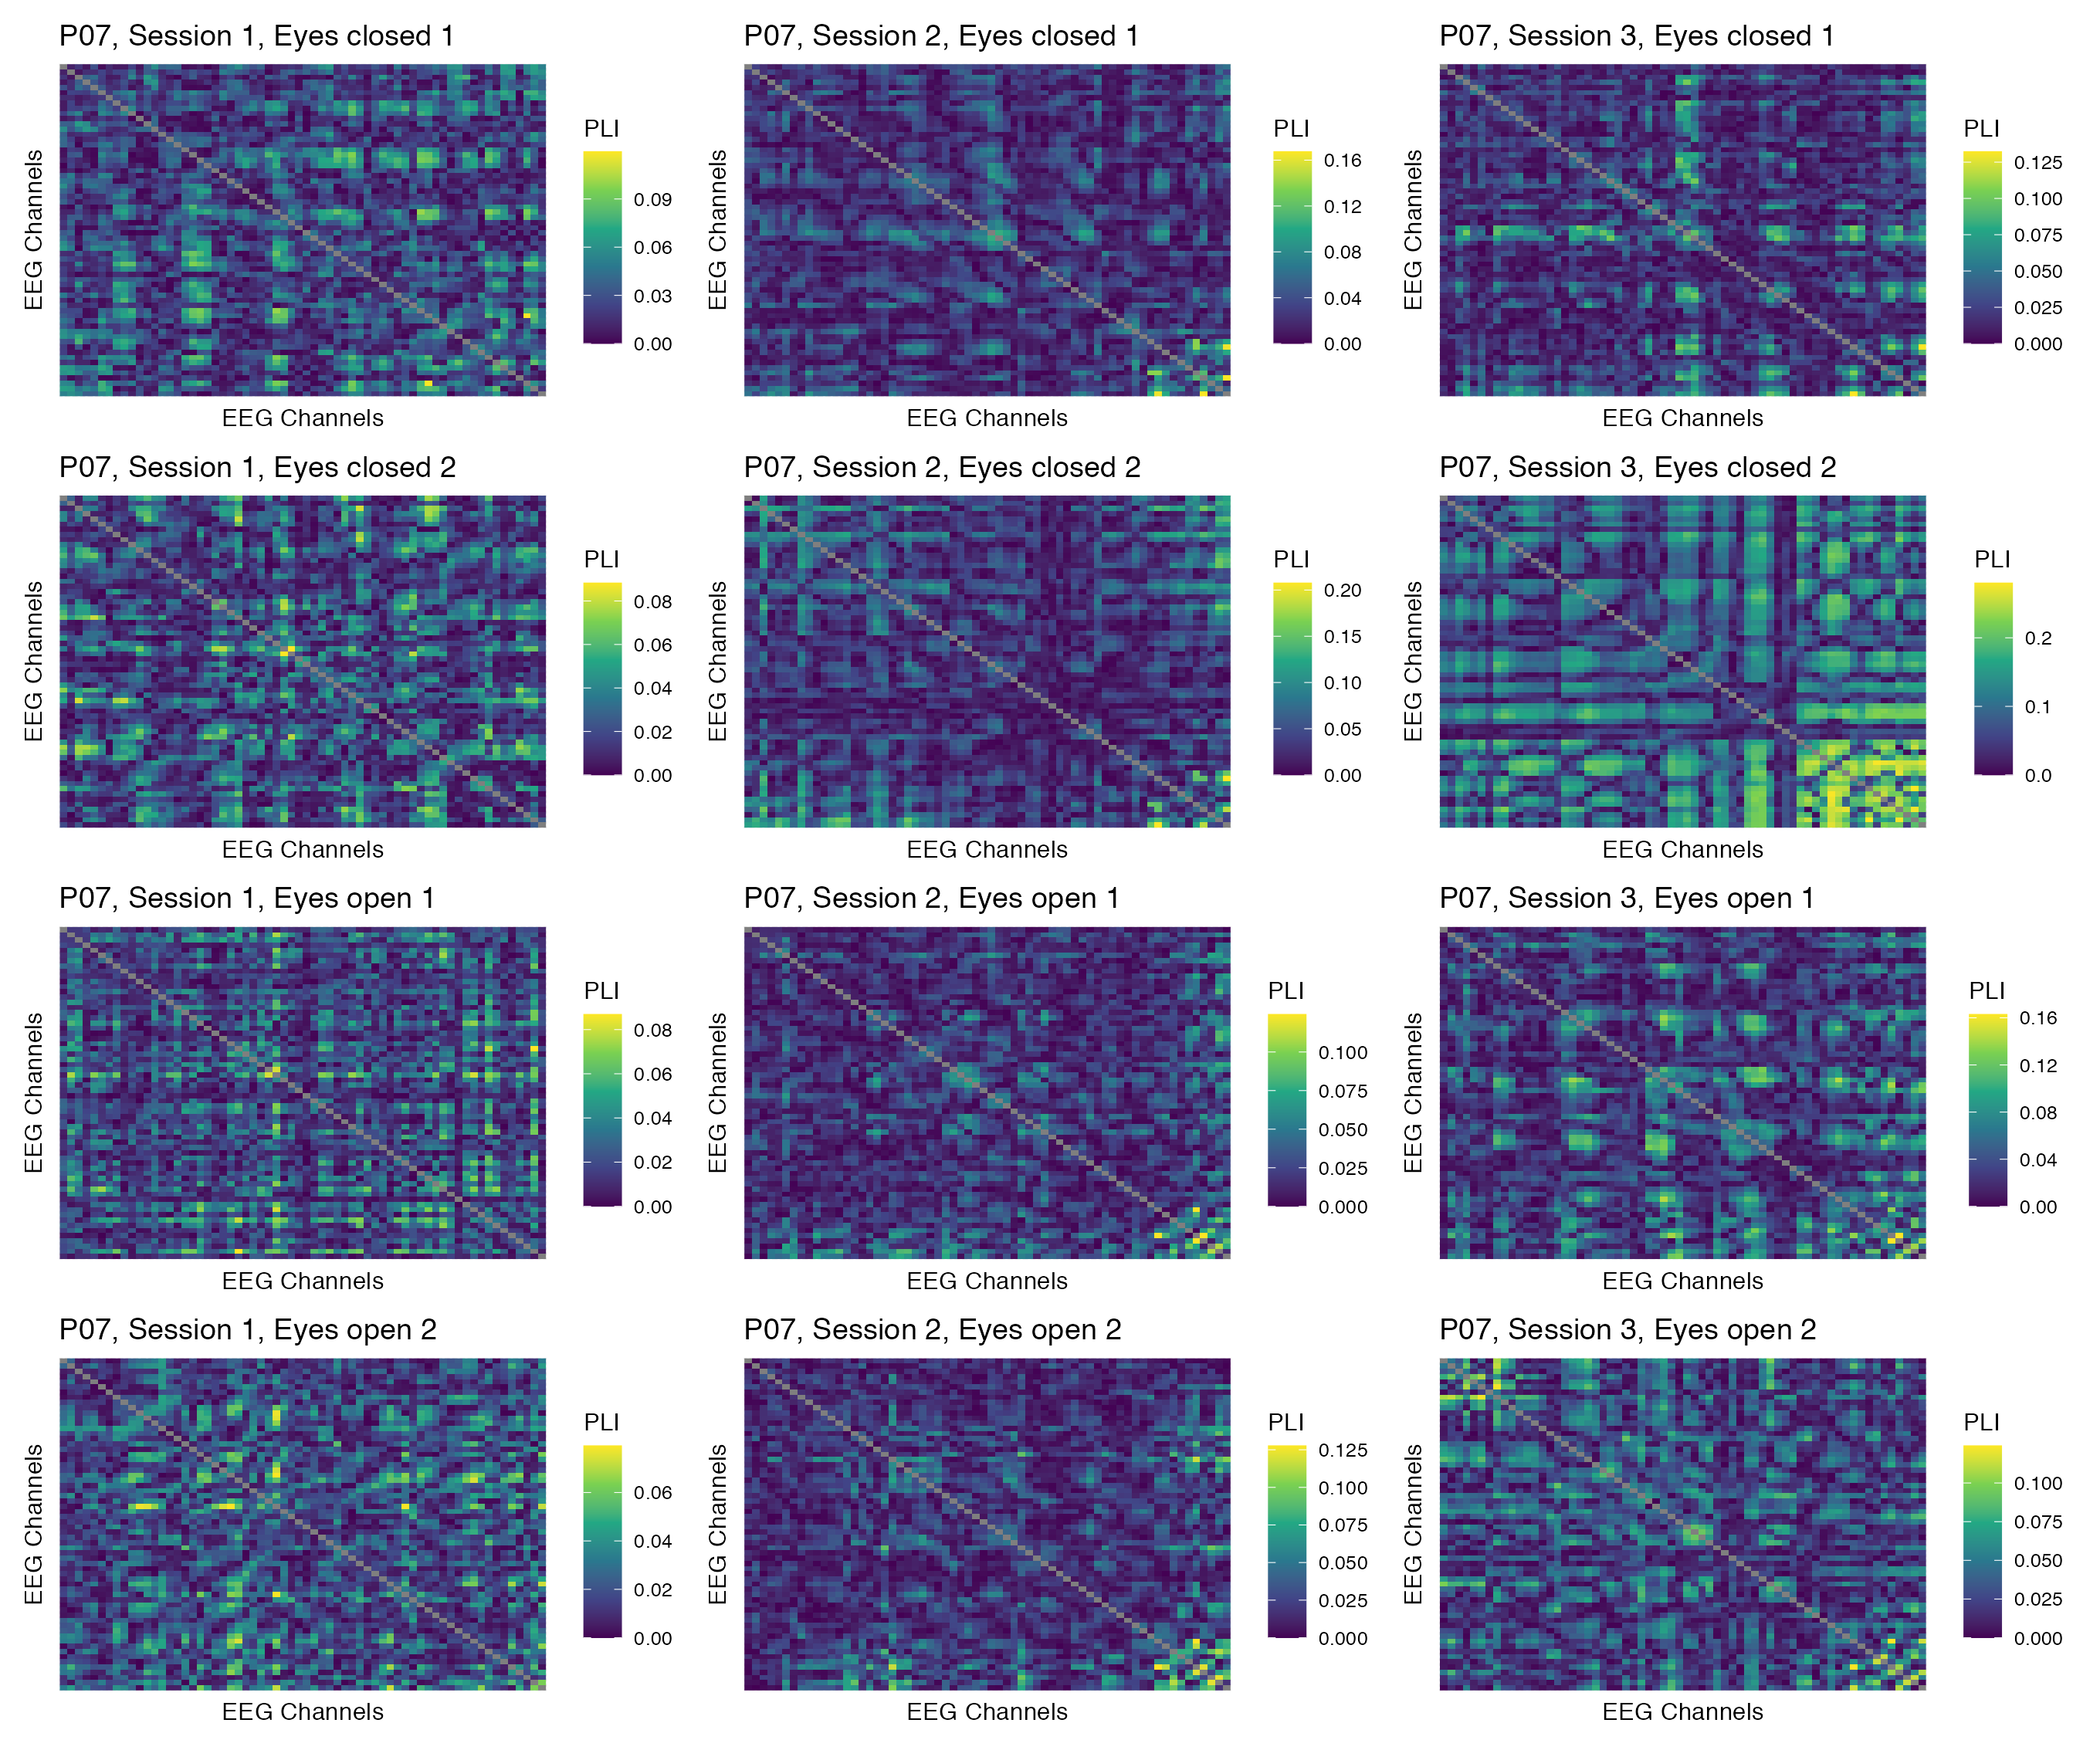 P07, Session 1, Eyes closed 1
EEG Channels
EEG Channels
PLI
0.09
0.06
0.03
0.00
P07, Session 2, Eyes closed 1
EEG Channels
EEG Channels
PLI
0.16
0.12
0.08
0.04
0.00
P07, Session 3, Eyes closed 1
EEG Channels
EEG Channels
PLI
0.125
0.100
0.075
0.050
0.025
0.000
P07, Session 1, Eyes closed 2
EEG Channels
EEG Channels
PLI
0.08
0.06
0.04
0.02
0.00
P07, Session 2, Eyes closed 2
EEG Channels
EEG Channels
PLI
0.20
0.15
0.10
0.05
0.00
P07, Session 3, Eyes closed 2
EEG Channels
EEG Channels
PLI
0.2
0.1
0.0
P07, Session 1, Eyes open 1
EEG Channels
EEG Channels
PLI
0.08
0.06
0.04
0.02
0.00
P07, Session 2, Eyes open 1
EEG Channels
EEG Channels
PLI
0.100
0.075
0.050
0.025
0.000
P07, Session 3, Eyes open 1
EEG Channels
EEG Channels
PLI
0.16
0.12
0.08
0.04
0.00
P07, Session 1, Eyes open 2
EEG Channels
EEG Channels
PLI
0.06
0.04
0.02
0.00
P07, Session 2, Eyes open 2
EEG Channels
EEG Channels
PLI
0.125
0.100
0.075
0.050
0.025
0.000
P07, Session 3, Eyes open 2
EEG Channels
EEG Channels
PLI
0.100
0.075
0.050
0.025
0.000